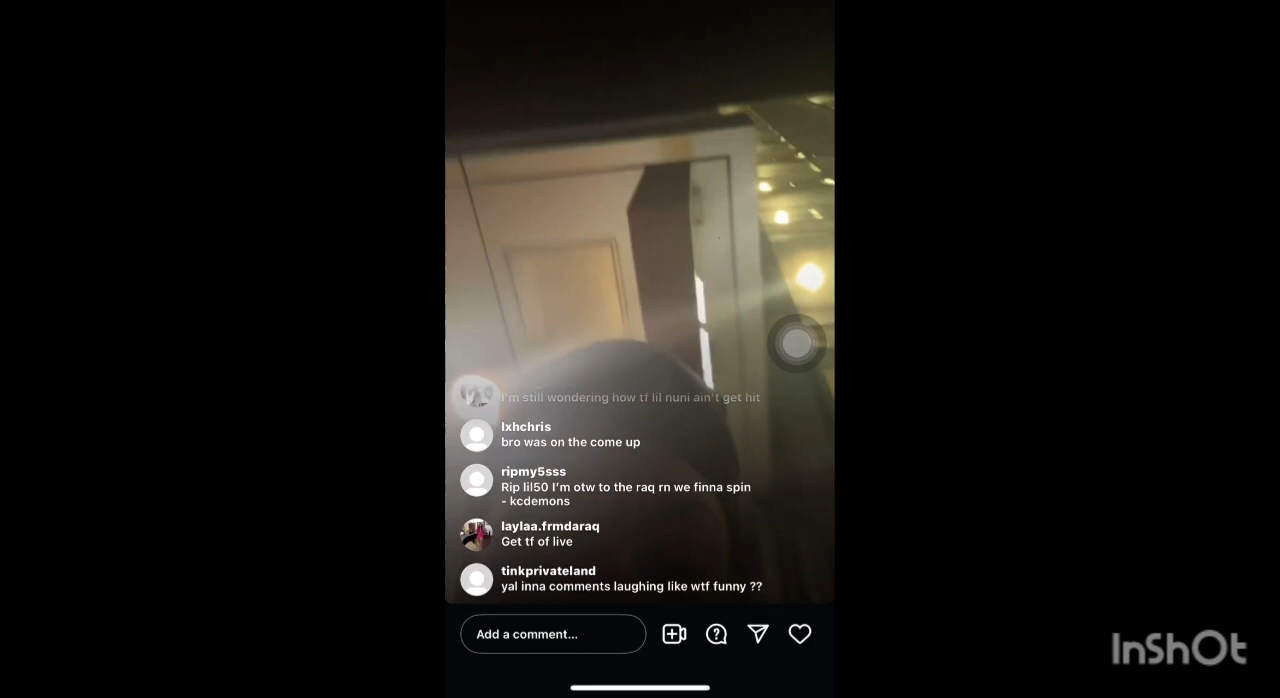 I'm still wondering how tf lil nuni ain't get hit
lxhchris
bro was on the come up
ripmy5sss
Rip lil50 I'm otw to the raq rn we finna spin
- kcdemons
laylaa.frmdaraq
Get tf of live
tinkprivateland
yal inna comments laughing like wtf funny ??
Add a comment...
InShOt